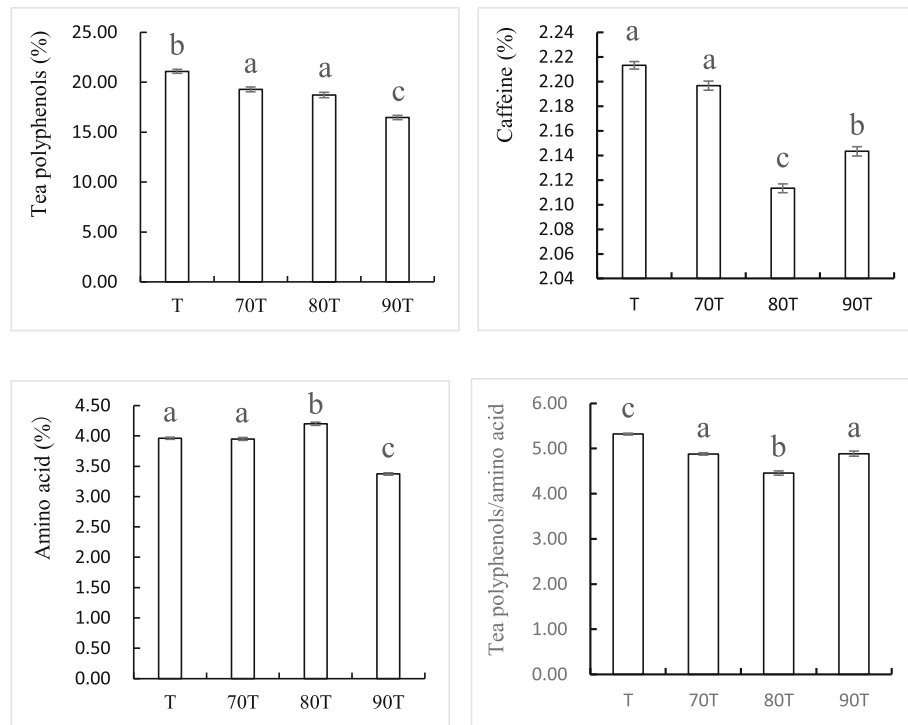 Tea polyphenols (%)
25.00
20.00
15.00
10.00
5.00
0.00
b
a
a
c
T 70T 80T 90T
Caffeine (%)
2.24
2.22
2.20
2.18
2.16
2.14
2.12
2.10
2.08
2.06
2.04
a
a
c
b
T 70T 80T 90T
Amino acid (%)
4.50
4.00
3.50
3.00
2.50
2.00
1.50
1.00
0.50
0.00
a
a
b
c
T 70T 80T 90T
Tea polyphenols/amino acid
6.00
5.00
4.00
3.00
2.00
1.00
0.00
c
a
b
a
T 70T 80T 90T